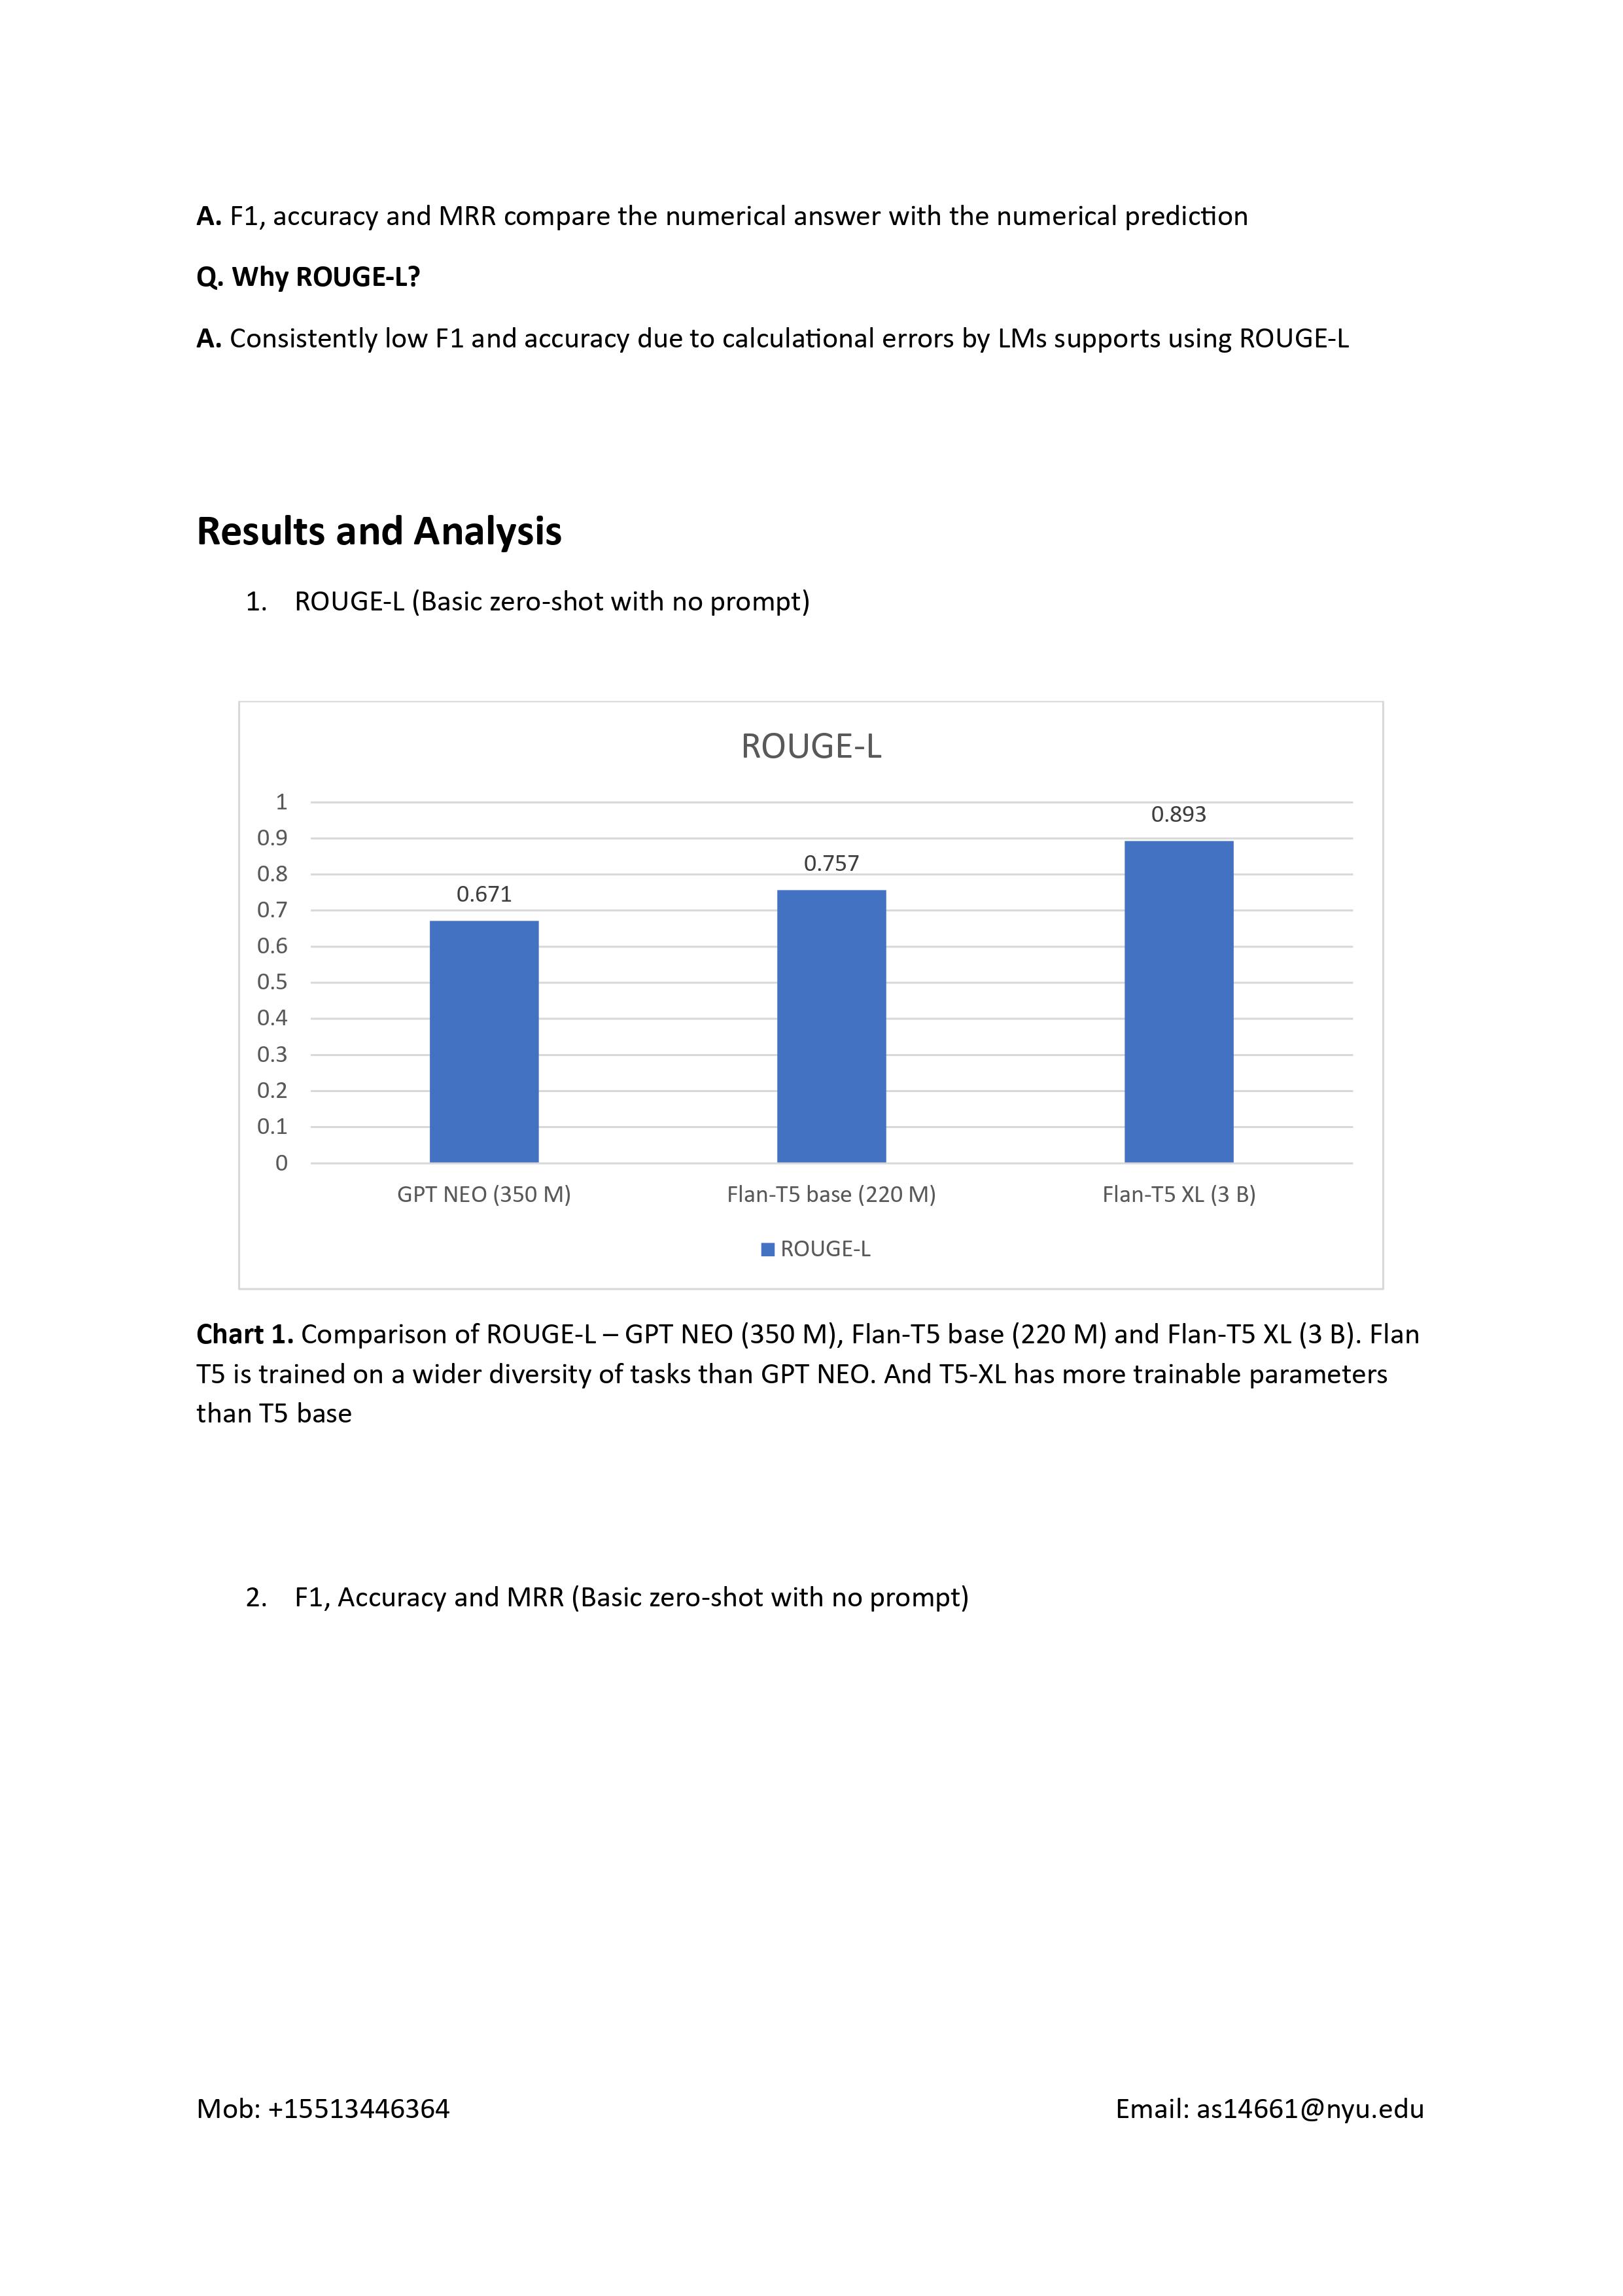 A. F1, accuracy and MRR compare the numerical answer with the numerical prediction
Q. Why ROUGE-L?
A. Consistently low F1 and accuracy due to calculational errors by LMs supports using ROUGE-L
Results and Analysis
1. ROUGE-L (Basic zero-shot with no prompt)
ROUGE-L
1
0.9
0.8
0.7
0.6
0.5
0.4
0.3
0.2
0.1
0
0.671
0.757
0.893
GPT NEO (350 M)
Flan-T5 base (220 M)
Flan-T5 XL (3 B)
ROUGE-L
Chart 1. Comparison of ROUGE-L – GPT NEO (350 M), Flan-T5 base (220 M) and Flan-T5 XL (3 B). Flan
T5 is trained on a wider diversity of tasks than GPT NEO. And T5-XL has more trainable parameters
than T5 base
2. F1, Accuracy and MRR (Basic zero-shot with no prompt)
Mob: +15513446364
Email: as14661@nyu.edu